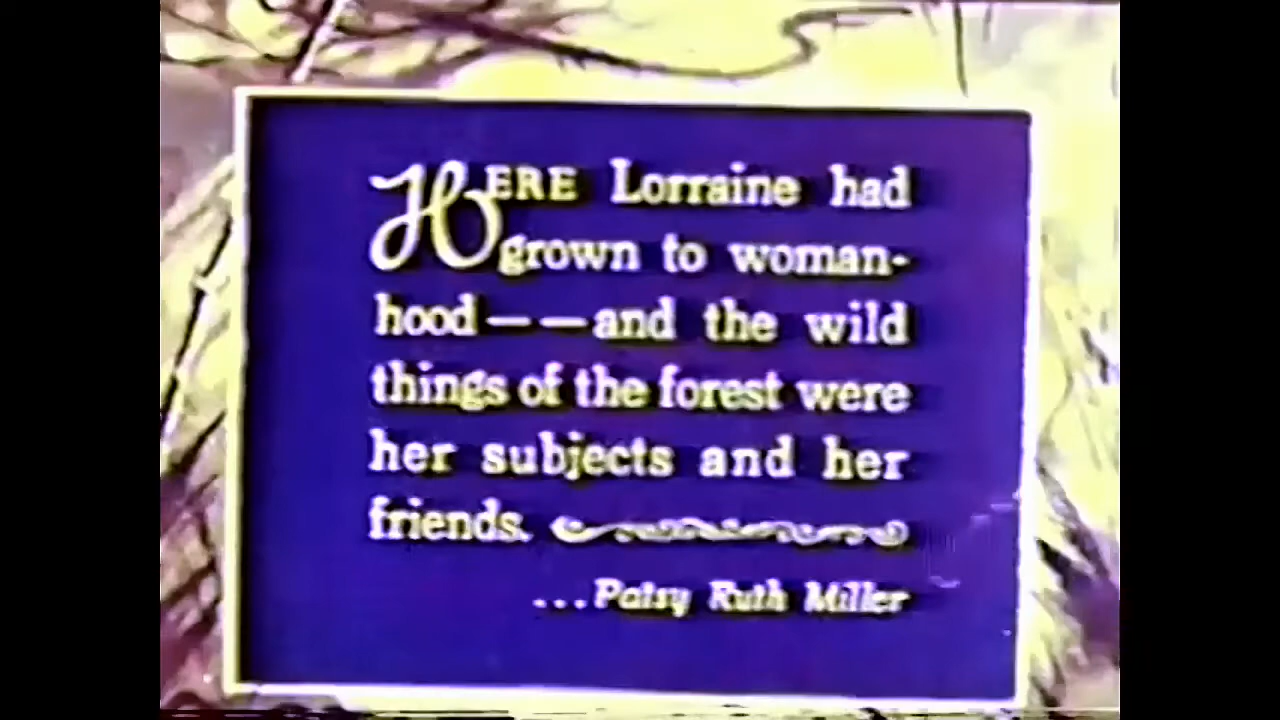 HERE Lorraine had
grown to woman-
hood——and the wild
things of the forest were
her subjects and her
friends.
...Patsy Ruth Miller